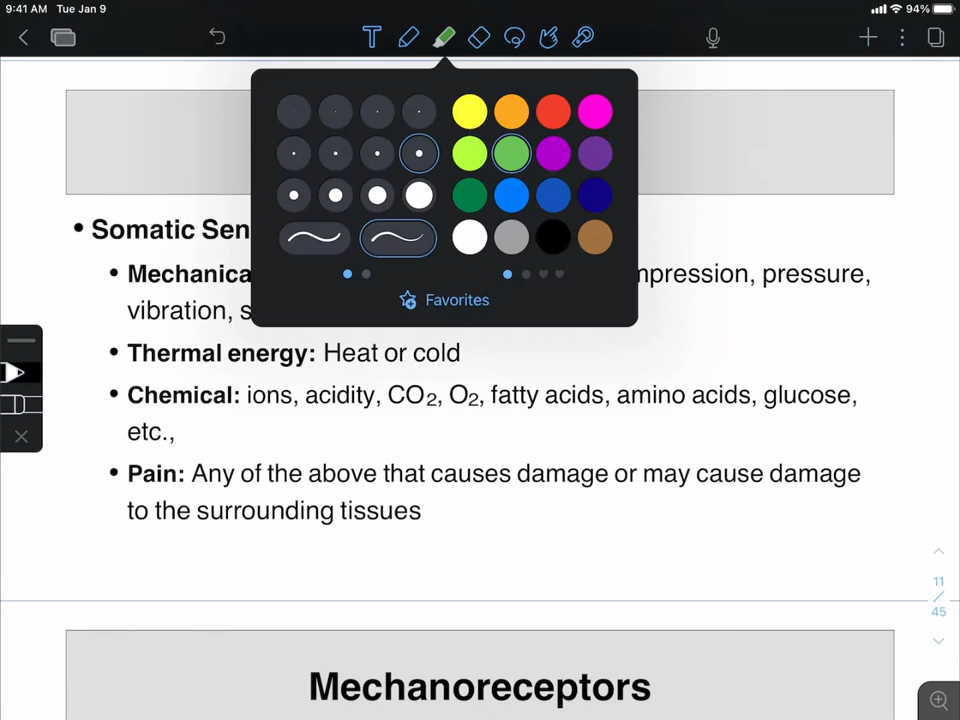 9:41 AM Tue Jan 9
94%
T
Favorites
• Somatic Sen
• Mechanica mpression, pressure,
vibration, s
• Thermal energy: Heat or cold
• Chemical: ions, acidity, CO₂, O₂, fatty acids, amino acids, glucose,
etc.,
• Pain: Any of the above that causes damage or may cause damage
to the surrounding tissues
11
/
45
Mechanoreceptors